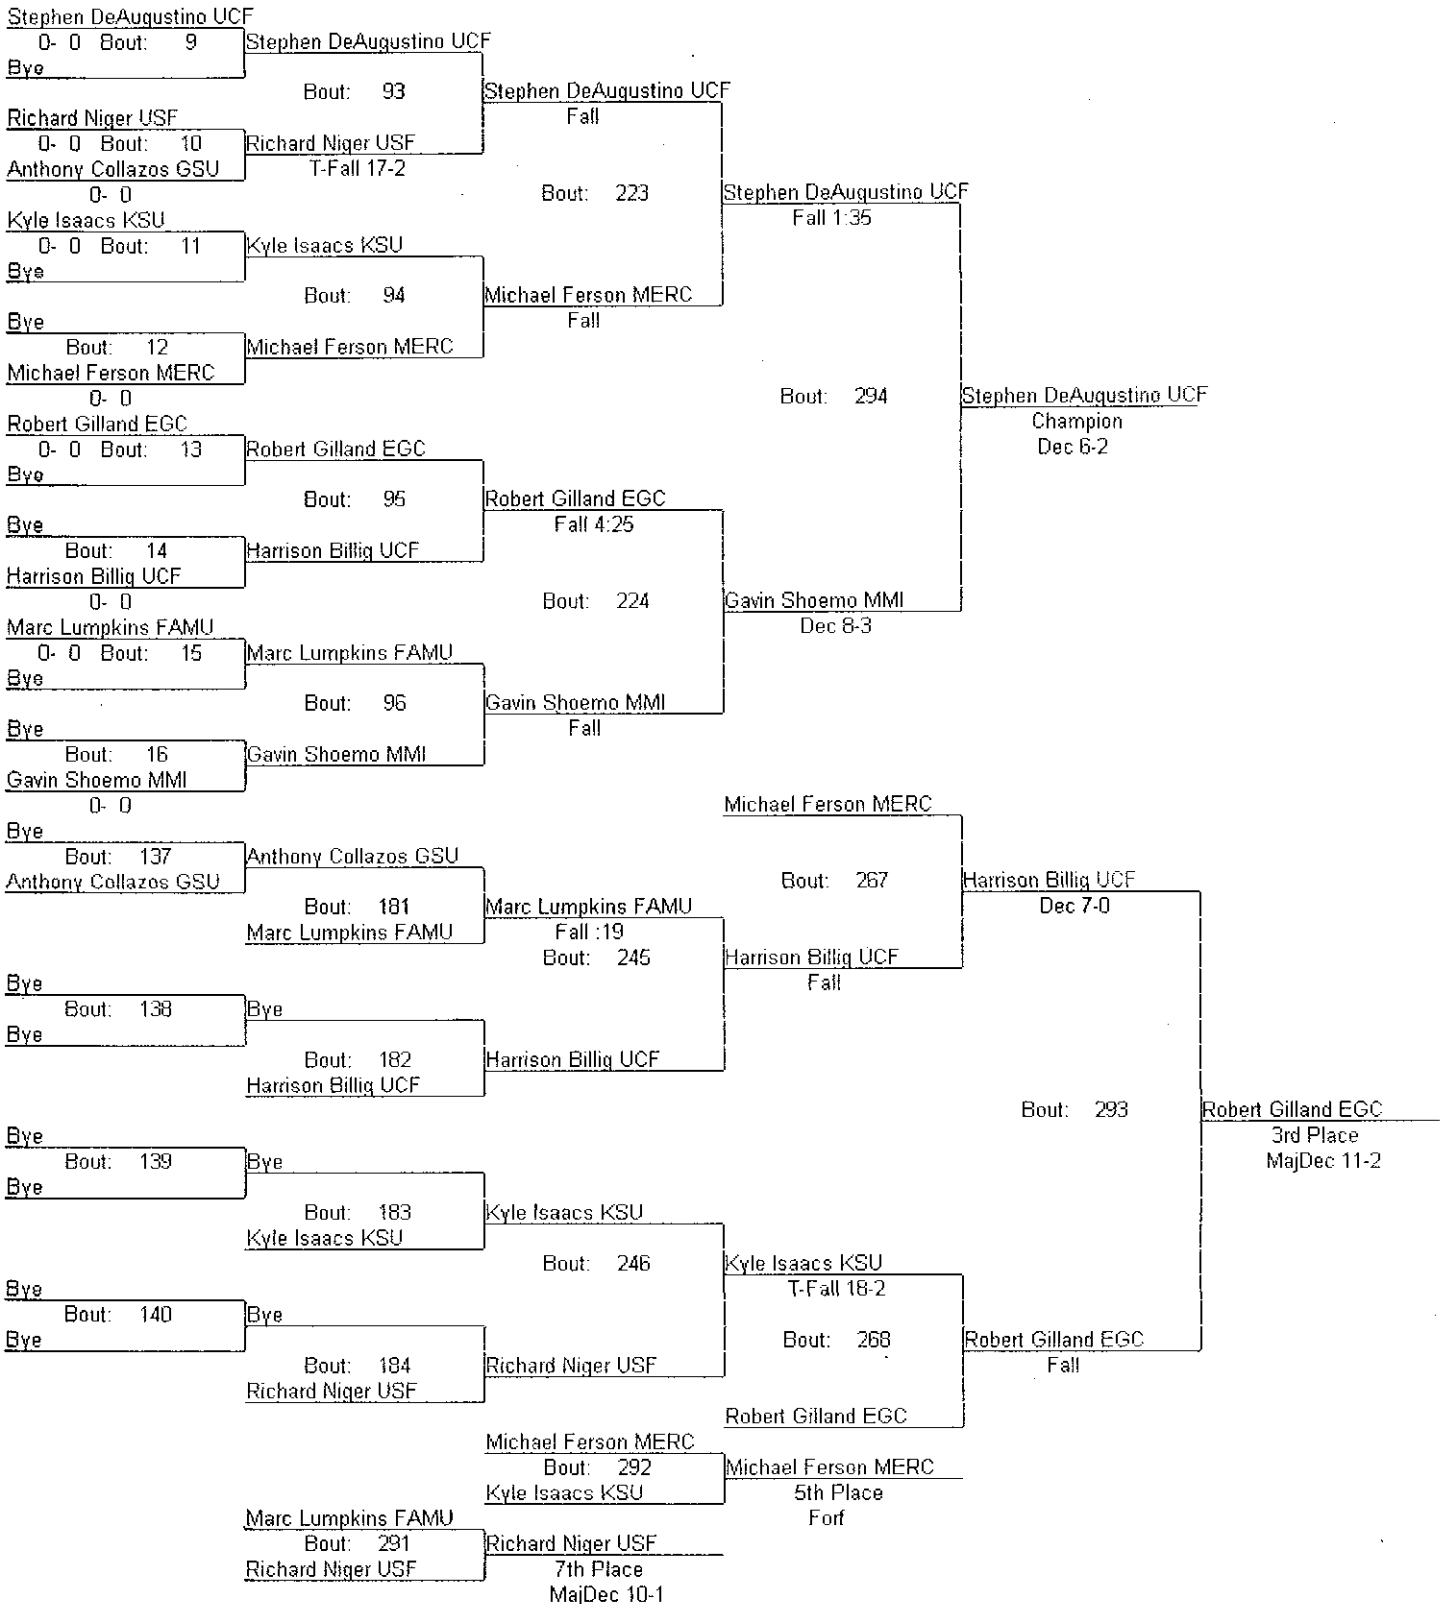 Stephen DeAugustino UCF
0- 0 Bout: 9
Bye
Stephen DeAugustino UCF
Bout: 93
Richard Niger USF
0- 0 Bout: 10
Anthony Collazos GSU
0- 0
Richard Niger USF
T-Fall 17-2
Stephen DeAugustino UCF
Fall
Bout: 223
Kyle Isaacs KSU
0- 0 Bout: 11
Bye
Kyle Isaacs KSU
Bout: 94
Bye
Bout: 12
Michael Ferson MERC
0- 0
Michael Ferson MERC
Michael Ferson MERC
Fall
Stephen DeAugustino UCF
Fall 1:35
Bout: 294
Stephen DeAugustino UCF
Champion
Dec 6-2
Robert Gilland EGC
0- 0 Bout: 13
Bye
Robert Gilland EGC
Bout: 95
Bye
Bout: 14
Harrison Billig UCF
0- 0
Harrison Billig UCF
Robert Gilland EGC
Fall 4:25
Bout: 224
Marc Lumpkins FAMU
0- 0 Bout: 15
Bye
Marc Lumpkins FAMU
Bout: 96
Bye
Bout: 16
Gavin Shoemo MMI
0- 0
Gavin Shoemo MMI
Gavin Shoemo MMI
Fall
Gavin Shoemo MMI
Dec 8-3
Bye
Bout: 137
Anthony Collazos GSU
Anthony Collazos GSU
Bout: 181
Marc Lumpkins FAMU
Marc Lumpkins FAMU
Fall :19
Bout: 245
Bye
Bout: 138
Bye
Bye
Bout: 182
Harrison Billig UCF
Harrison Billig UCF
Michael Ferson MERC
Bout: 267
Harrison Billig UCF
Fall
Harrison Billig UCF
Dec 7-0
Bout: 293
Robert Gilland EGC
3rd Place
MajDec 11-2
Bye
Bout: 139
Bye
Bye
Bout: 183
Kyle Isaacs KSU
Kyle Isaacs KSU
Bout: 246
Bye
Bout: 140
Bye
Bye
Bout: 184
Richard Niger USF
Richard Niger USF
Kyle Isaacs KSU
T-Fall 18-2
Bout: 268
Robert Gilland EGC
Robert Gilland EGC
Fall
Michael Ferson MERC
Bout: 292
Kyle Isaacs KSU
Michael Ferson MERC
5th Place
Forf
Marc Lumpkins FAMU
Bout: 291
Richard Niger USF
Richard Niger USF
7th Place
MajDec 10-1